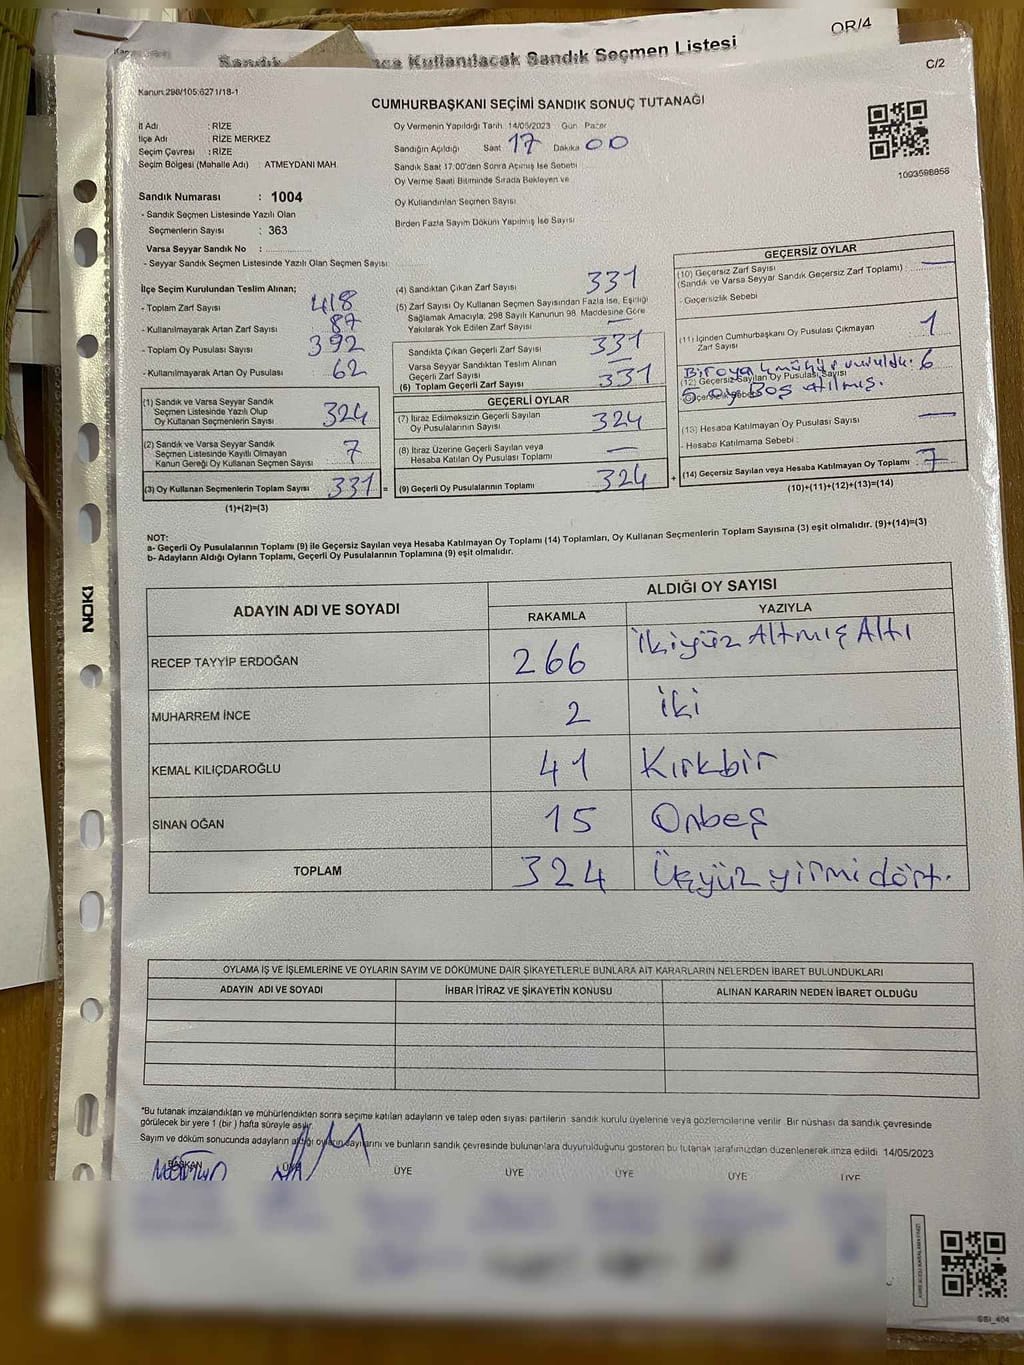 OR/4
Kullanılacak Sandık Seçmen Listesi
C/2
Kanun:298/105;6271/18-1
CUMHURBAŞKANI SEÇİMİ SANDIK SONUÇ TUTANAĞI
İl Adı : RİZE
İlçe Adı : RİZE MERKEZ
Seçim Çevresi : RİZE
Seçim Bölgesi (Mahalle Adı) : ATMEYDANI MAH.
Sandık Numarası : 1004
- Sandık Seçmen Listesinde Yazılı Olan
Seçmenlerin Sayısı : 363
Varsa Seyyar Sandık No :
- Seyyar Sandık Seçmen Listesinde Yazılı Olan Seçmen Sayısı:
Oy Vermenin Yapıldığı Tarih 14/05/2023 Gün Pazar
Sandığın Açıldığı Saat 17 Dakika 00
Sandık Saat 17:00'den Sonra Açılmış İse Sebebi
Oy Verme Saati Bitiminde Sırada Bekleyen ve
Oy Kullandırılan Seçmen Sayısı
Birden Fazla Sayım Döküm Yapılmış İse Sayısı
1093598856
İlçe Seçim Kurulundan Teslim Alınan;
- Toplam Zarf Sayısı 418
- Kullanılmayarak Artan Zarf Sayısı 87
- Toplam Oy Pusulası Sayısı 392
- Kullanılmayarak Artan Oy Pusulası 62
(1) Sandık ve Varsa Seyyar Sandık
Seçmen Listesinde Yazılı Olup
Oy Kullanan Seçmenlerin Sayısı 324
(2) Sandık ve Varsa Seyyar Sandık
Seçmen Listesinde Kayıtlı Olmayan
Kanun Gereği Oy Kullanan Seçmen Sayısı 7
(3) Oy Kullanan Seçmenlerin Toplam Sayısı 331 =
(1)+(2)=(3)
(4) Sandıktan Çıkan Zarf Sayısı 331
(5) Zarf Sayısı Oy Kullanan Seçmen Sayısından Fazla İse, Eşitliği
Sağlamak Amacıyla, 298 Sayılı Kanunun 98. Maddesine Göre
Yakılarak Yok Edilen Zarf Sayısı —
Sandıkta Çıkan Geçerli Zarf Sayısı 331
Varsa Seyyar Sandıktan Teslim Alınan
Geçerli Zarf Sayısı —
(6) Toplam Geçerli Zarf Sayısı 331
GEÇERLİ OYLAR
(7) İtiraz Edilmeksizin Geçerli Sayılan
Oy Pusulalarının Sayısı 324
(8) İtiraz Üzerine Geçerli Sayılan veya
Hesaba Katılan Oy Pusulası Toplamı —
(9) Geçerli Oy Pusulalarının Toplamı 324 +
GEÇERSİZ OYLAR
(10) Geçersiz Zarf Sayısı
(Sandık ve Varsa Seyyar Sandık Geçersiz Zarf Toplamı) : —
- Geçersizlik Sebebi
(11) İçinden Cumhurbaşkanı Oy Pusulası Çıkmayan
Zarf Sayısı 1
(12) Geçersiz Sayılan Oy Pusulası Sayısı 6
5 oy Boş atılmış.
(13) Hesaba Katılmayan Oy Pusulası Sayısı —
- Hesaba Katılmama Sebebi :
(14) Geçersiz Sayılan veya Hesaba Katılmayan Oy Toplamı 7
(10)+(11)+(12)+(13)=(14)
NOT:
a- Geçerli Oy Pusulalarının Toplamı (9) ile Geçersiz Sayılan veya Hesaba Katılmayan Oy Toplamı (14) Toplamları, Oy Kullanan Seçmenlerin Toplam Sayısına (3) eşit olmalıdır. (9)+(14)=(3)
b- Adayların Aldığı Oyların Toplamı, Geçerli Oy Pusulalarının Toplamına (9) eşit olmalıdır.
ADAYIN ADI VE SOYADI
ALDIĞI OY SAYISI
RAKAMLA YAZIYLA
RECEP TAYYİP ERDOĞAN 266 İkiyüz Altmış Altı
MUHARREM İNCE 2 İki
KEMAL KILIÇDAROĞLU 41 Kırkbir
SİNAN OĞAN 15 Onbeş
TOPLAM 324 Üçyüz yirmi dört.
OYLAMA İŞ VE İŞLEMLERİNE VE OYLARIN SAYIM VE DÖKÜMÜNE DAİR ŞİKAYETLERLE BUNLARA AİT KARARLARIN NELERDEN İBARET BULUNDUKLARI
ADAYIN ADI VE SOYADI İHBAR İTİRAZ VE ŞİKAYETİN KONUSU ALINAN KARARIN NEDEN İBARET OLDUĞU
*Bu tutanak imzalandıktan ve mühürlendikten sonra seçime katılan adayların ve talep eden siyasi partilerin sandık kurulu üyelerine veya gözlemcilerine verilir. Bir nüshası da sandık çevresinde
görülecek bir yere 1 (bir) hafta süreyle asılır.
Sayım ve döküm sonucunda adayların aldığı oyların sayılarını ve bunların sandık çevresinde bulunanlara duyurulduğunu gösteren bu tutanak tarafımızdan düzenlenerek imza edildi 14/05/2023
BAŞKAN ÜYE ÜYE ÜYE ÜYE ÜYE ÜYE
NOKI
SSI_404